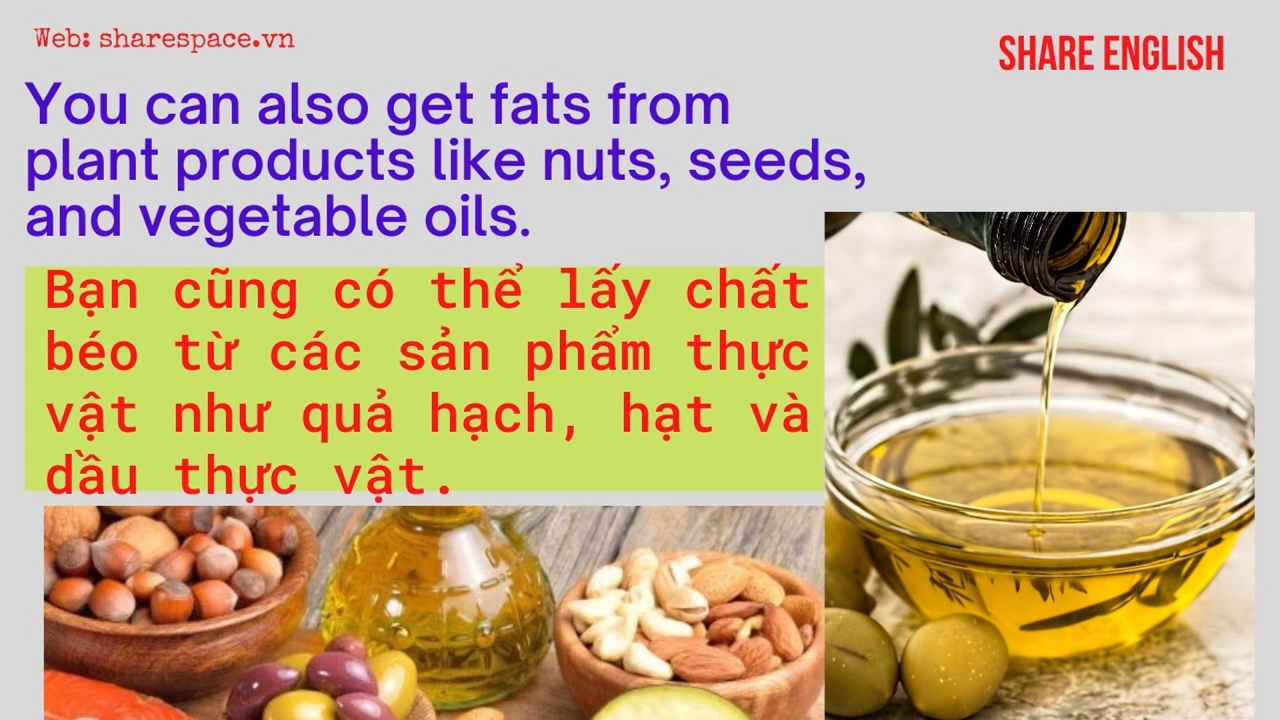 Web: sharespace.vn
SHARE ENGLISH
You can also get fats from
plant products like nuts, seeds,
and vegetable oils.
Bạn cũng có thể lấy chất
béo từ các sản phẩm thực
vật như quả hạch, hạt và
dầu thực vật.